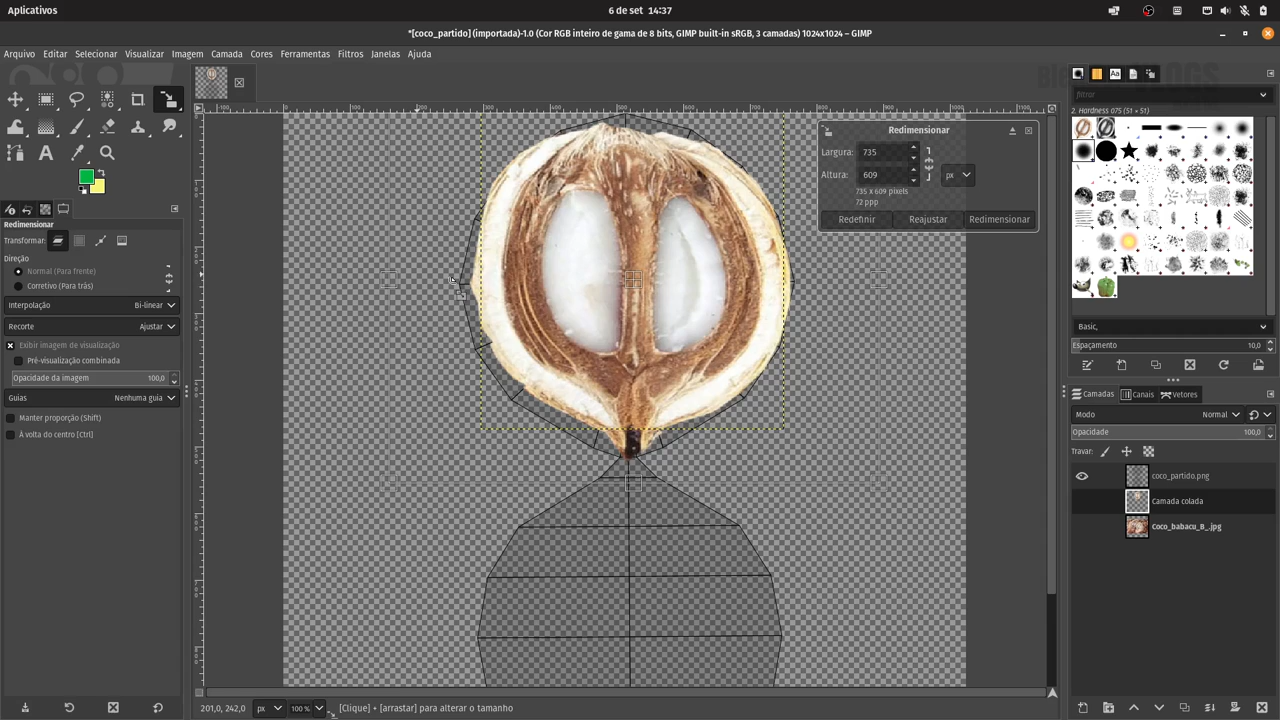 Aplicativos
6 de set 14:37
*[coco_partido] (importada)-1.0 (Cor RGB inteiro de gama de 8 bits, GIMP built-in sRGB, 3 camadas) 1024x1024 – GIMP
Arquivo Editar Selecionar Visualizar Imagem Camada Cores Ferramentas Filtros Janelas Ajuda
Redimensionar
Transformar:
Direção
Normal (Para frente)
Corretivo (Para trás)
Interpolação Bi-linear
Recorte Ajustar
Exibir imagem de visualização
Pré-visualização combinada
Opacidade da imagem 100,0
Guias Nenhuma guia
Manter proporção (Shift)
À volta do centro [Ctrl]
Redimensionar
Largura: 735
Altura: 609 px
735 x 609 pixels
72 ppp
Redefinir Reajustar Redimensionar
filtrar
2. Hardness 075 (51 × 51)
Basic,
Espaçamento 10,0
Camadas Canais Vetores
Modo Normal
Opacidade 100,0
Travar:
coco_partido.png
Camada colada
Coco_babacu_B_.jpg
201,0, 242,0 px 100 % [Clique] + [arrastar] para alterar o tamanho